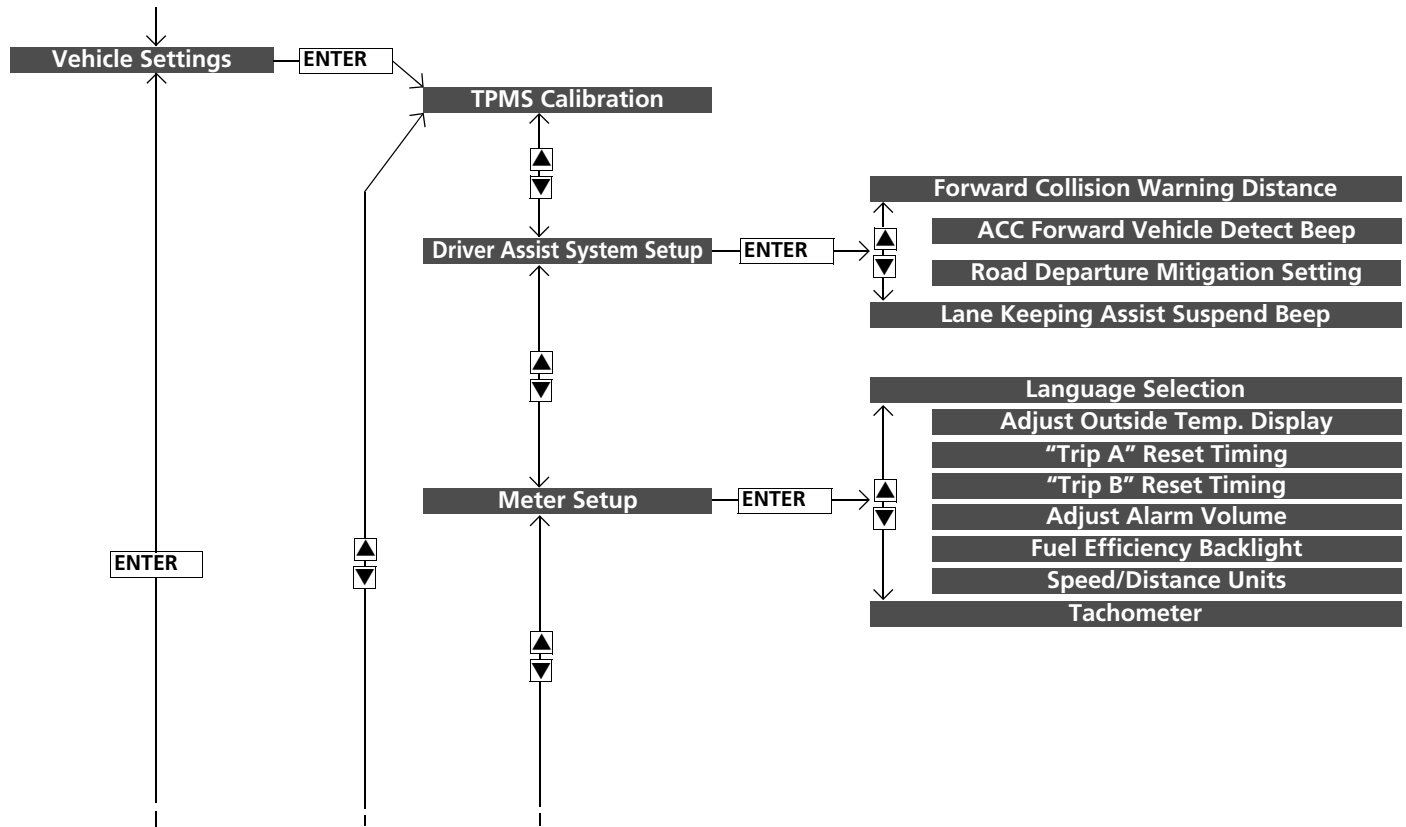 Vehicle Settings
ENTER
TPMS Calibration
▲
▼
Driver Assist System Setup
ENTER
Forward Collision Warning Distance
▲
▼
ACC Forward Vehicle Detect Beep
Road Departure Mitigation Setting
Lane Keeping Assist Suspend Beep
▲
▼
Meter Setup
ENTER
Language Selection
▲
▼
Adjust Outside Temp. Display
“Trip A” Reset Timing
“Trip B” Reset Timing
Adjust Alarm Volume
Fuel Efficiency Backlight
Speed/Distance Units
Tachometer
ENTER
▲
▼
▲
▼